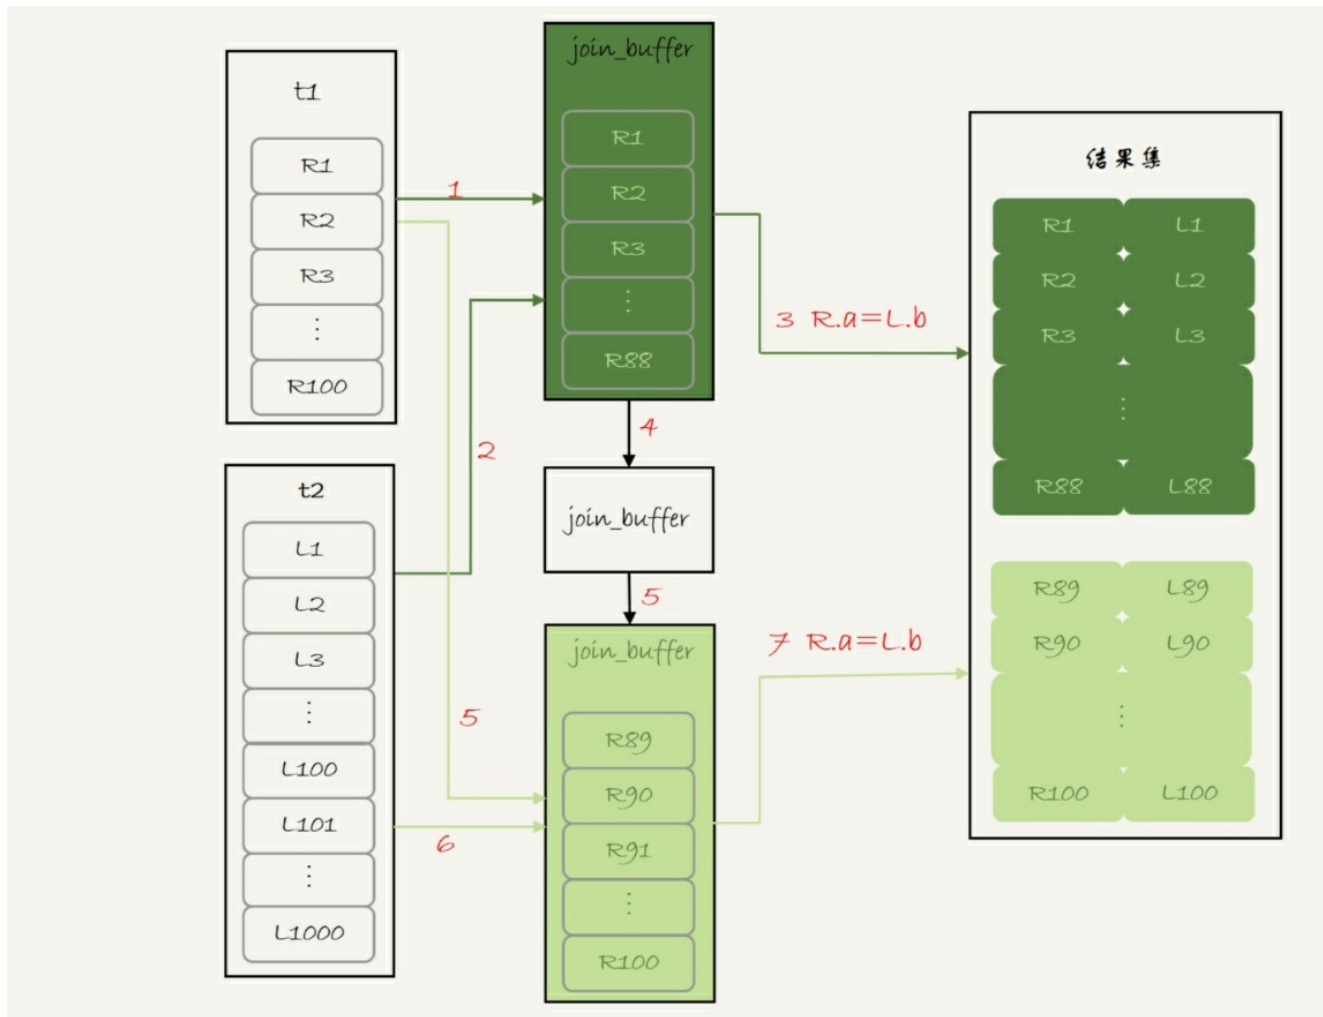 t1
R1
R2
R3
⋮
R100
t2
L1
L2
L3
⋮
L100
L101
⋮
L1000
1
2
5
6
join_buffer
R1
R2
R3
⋮
R88
4
join_buffer
5
join_buffer
R89
R90
R91
⋮
R100
3 R.a=L.b
7 R.a=L.b
结果集
R1 L1
R2 L2
R3 L3
⋮
R88 L88
R89 L89
R90 L90
⋮
R100 L100